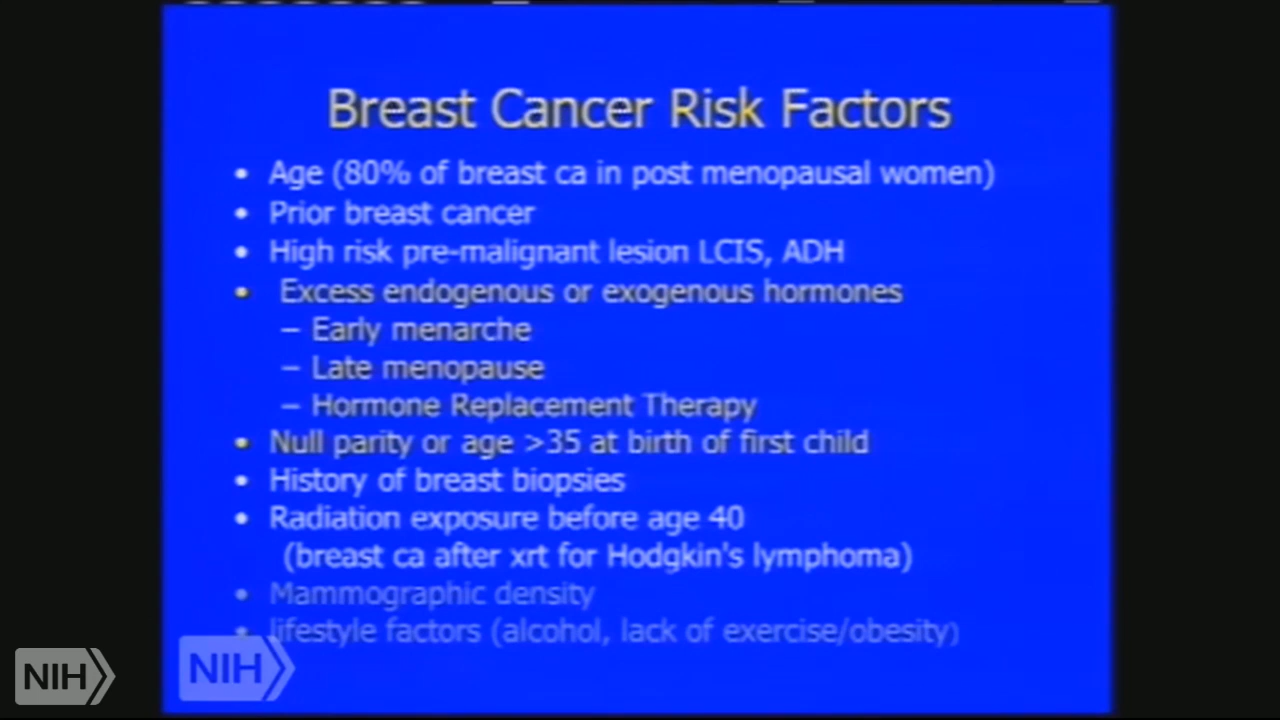 Breast Cancer Risk Factors
• Age (80% of breast ca in post menopausal women)
• Prior breast cancer
• High risk pre-malignant lesion LCIS, ADH
• Excess endogenous or exogenous hormones
– Early menarche
– Late menopause
– Hormone Replacement Therapy
• Null parity or age >35 at birth of first child
• History of breast biopsies
• Radiation exposure before age 40
(breast ca after xrt for Hodgkin's lymphoma)
• Mammographic density
• lifestyle factors (alcohol, lack of exercise/obesity)
NIH
NIH